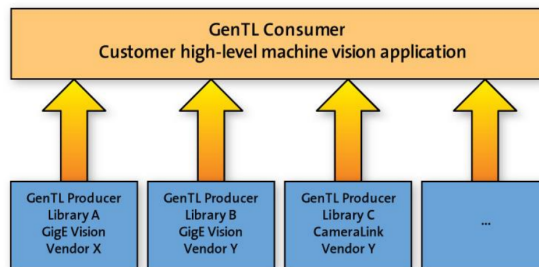 GenTL Consumer
Customer high-level machine vision application
GenTL Producer
Library A
GigE Vision
Vendor X
GenTL Producer
Library B
GigE Vision
Vendor Y
GenTL Producer
Library C
CameraLink
Vendor Y
...